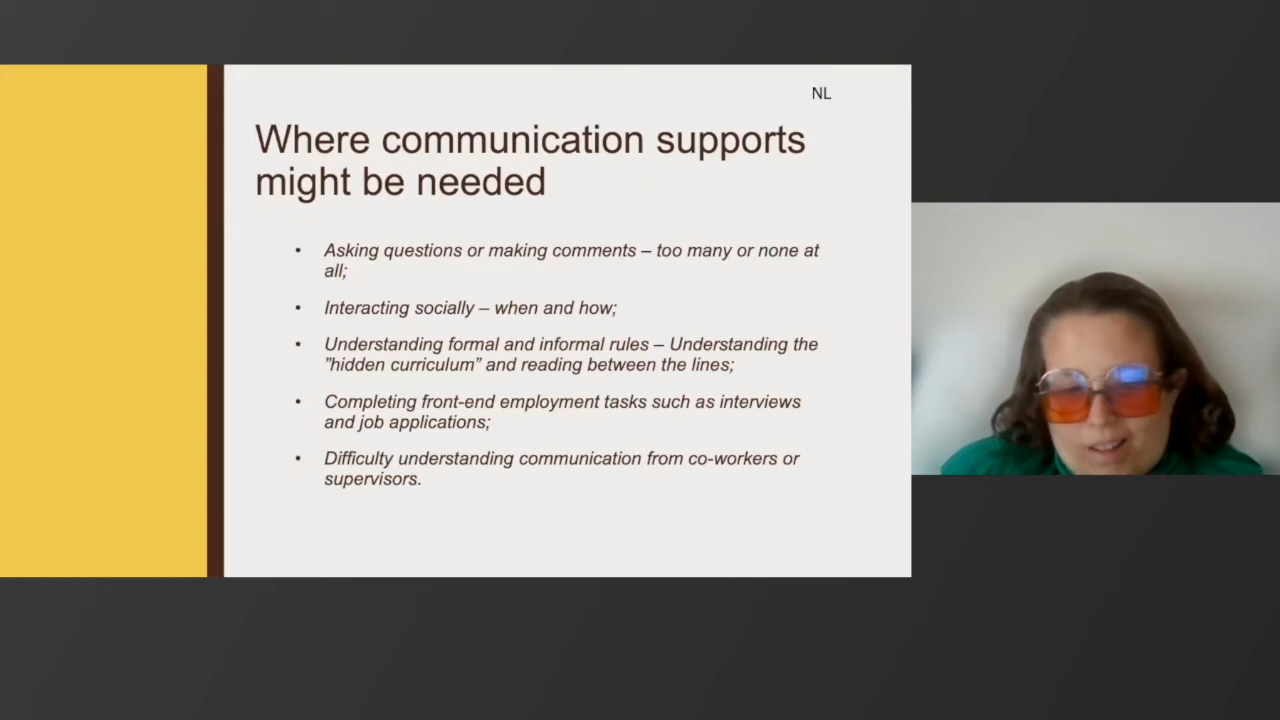 NL
Where communication supports
might be needed
• Asking questions or making comments – too many or none at
all;
• Interacting socially – when and how;
• Understanding formal and informal rules – Understanding the
”hidden curriculum” and reading between the lines;
• Completing front-end employment tasks such as interviews
and job applications;
• Difficulty understanding communication from co-workers or
supervisors.